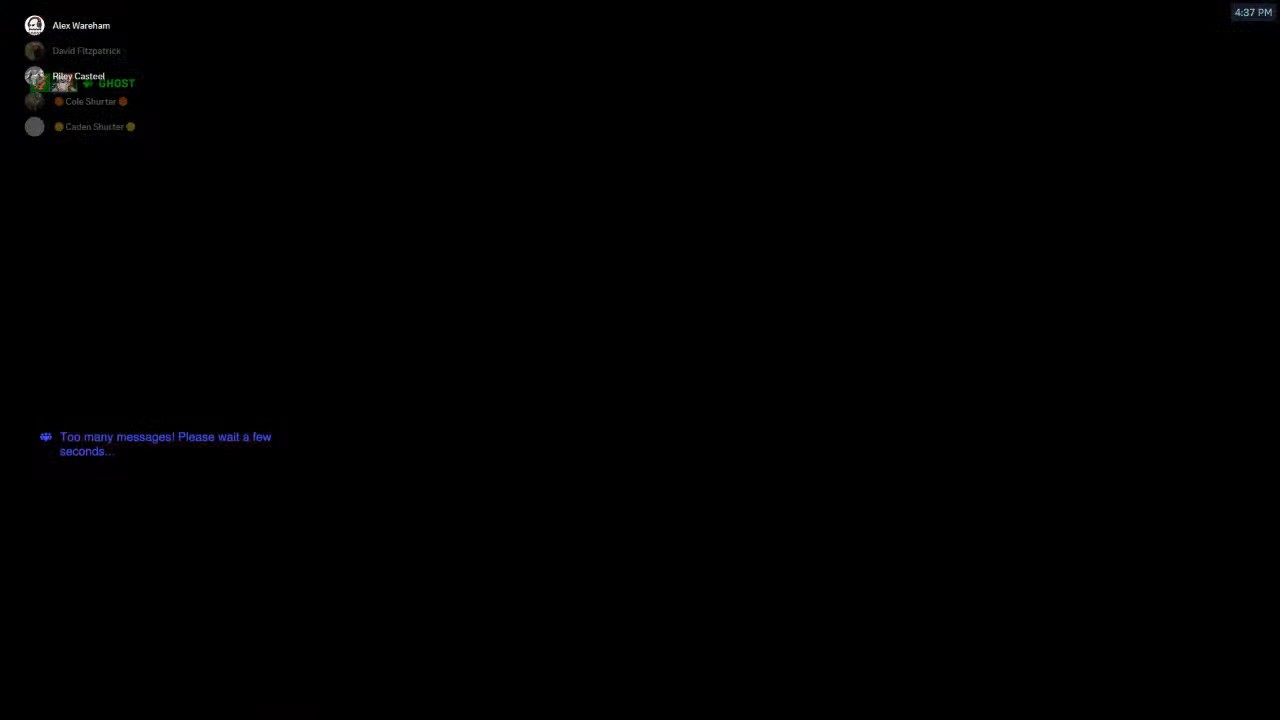 4:37 PM
Alex Wareham
David Fitzpatrick
Riley Casteel
GHOST
Cole Shurter
Caden Shurter
Too many messages! Please wait a few
seconds...